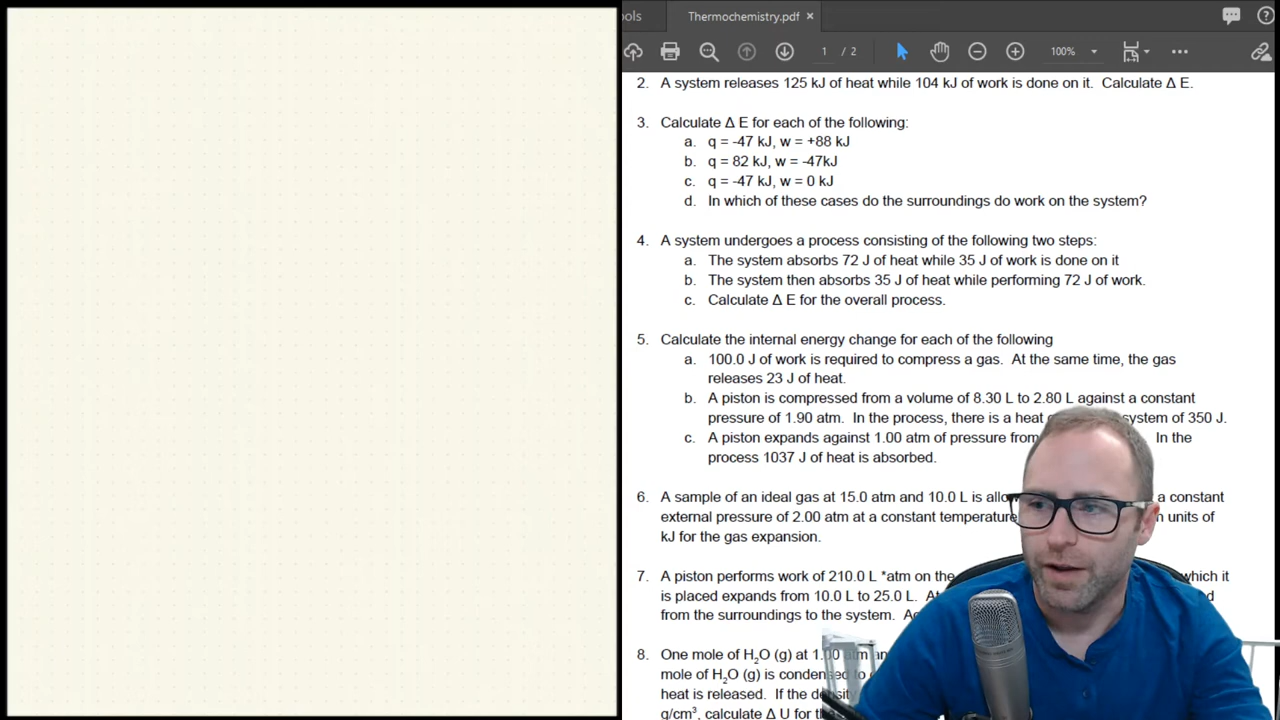 ools Thermochemistry.pdf ×
1 / 2 100%
2. A system releases 125 kJ of heat while 104 kJ of work is done on it. Calculate Δ E.
3. Calculate Δ E for each of the following:
a. q = -47 kJ, w = +88 kJ
b. q = 82 kJ, w = -47kJ
c. q = -47 kJ, w = 0 kJ
d. In which of these cases do the surroundings do work on the system?
4. A system undergoes a process consisting of the following two steps:
a. The system absorbs 72 J of heat while 35 J of work is done on it
b. The system then absorbs 35 J of heat while performing 72 J of work.
c. Calculate Δ E for the overall process.
5. Calculate the internal energy change for each of the following
a. 100.0 J of work is required to compress a gas. At the same time, the gas
releases 23 J of heat.
b. A piston is compressed from a volume of 8.30 L to 2.80 L against a constant
pressure of 1.90 atm. In the process, there is a heat system of 350 J.
c. A piston expands against 1.00 atm of pressure from In the
process 1037 J of heat is absorbed.
6. A sample of an ideal gas at 15.0 atm and 10.0 L is a constant
external pressure of 2.00 atm at a constant temperature units of
kJ for the gas expansion.
7. A piston performs work of 210.0 L *atm on the which it
is placed expands from 10.0 L to 25.0 L.
from the surroundings to the system.
8. One mole of H₂O (g) at 1.00 atm
mole of H₂O (g) is condensed to
heat is released. If the density
g/cm³, calculate Δ U for